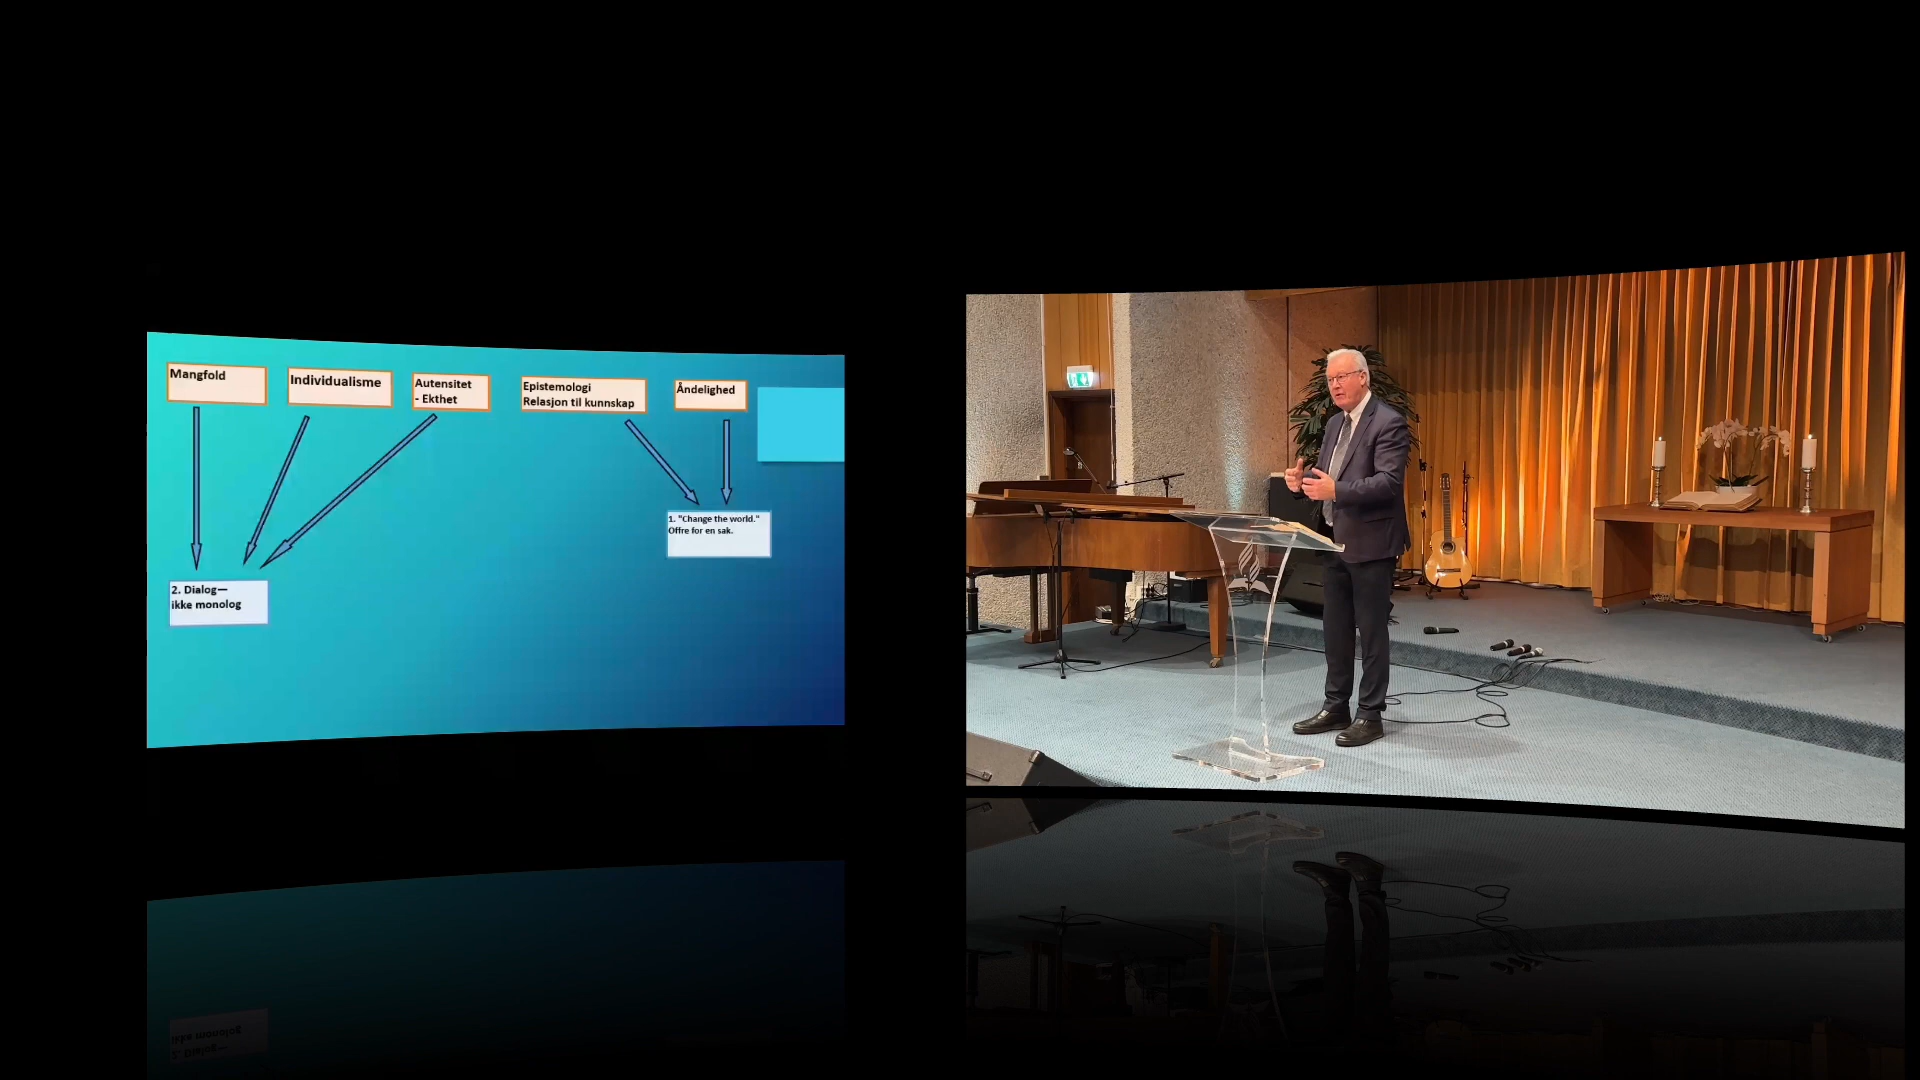 Mangfold
Individualisme
Autensitet
- Ekthet
Epistemologi
Relasjon til kunnskap
Åndelighed
1. "Change the world."
Offre for en sak.
2. Dialog—
ikke monolog